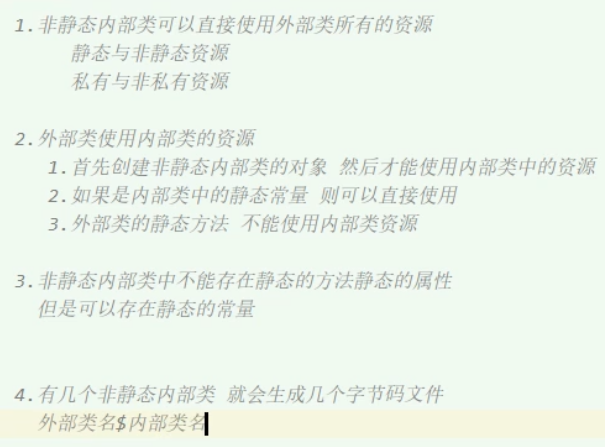 1.非静态内部类可以直接使用外部类所有的资源
静态与非静态资源
私有与非私有资源
2.外部类使用内部类的资源
1.首先创建非静态内部类的对象 然后才能使用内部类中的资源
2.如果是内部类中的静态常量 则可以直接使用
3.外部类的静态方法 不能使用内部类资源
3.非静态内部类中不能存在静态的方法静态的属性
但是可以存在静态的常量
4.有几个非静态内部类 就会生成几个字节码文件
外部类名$内部类名